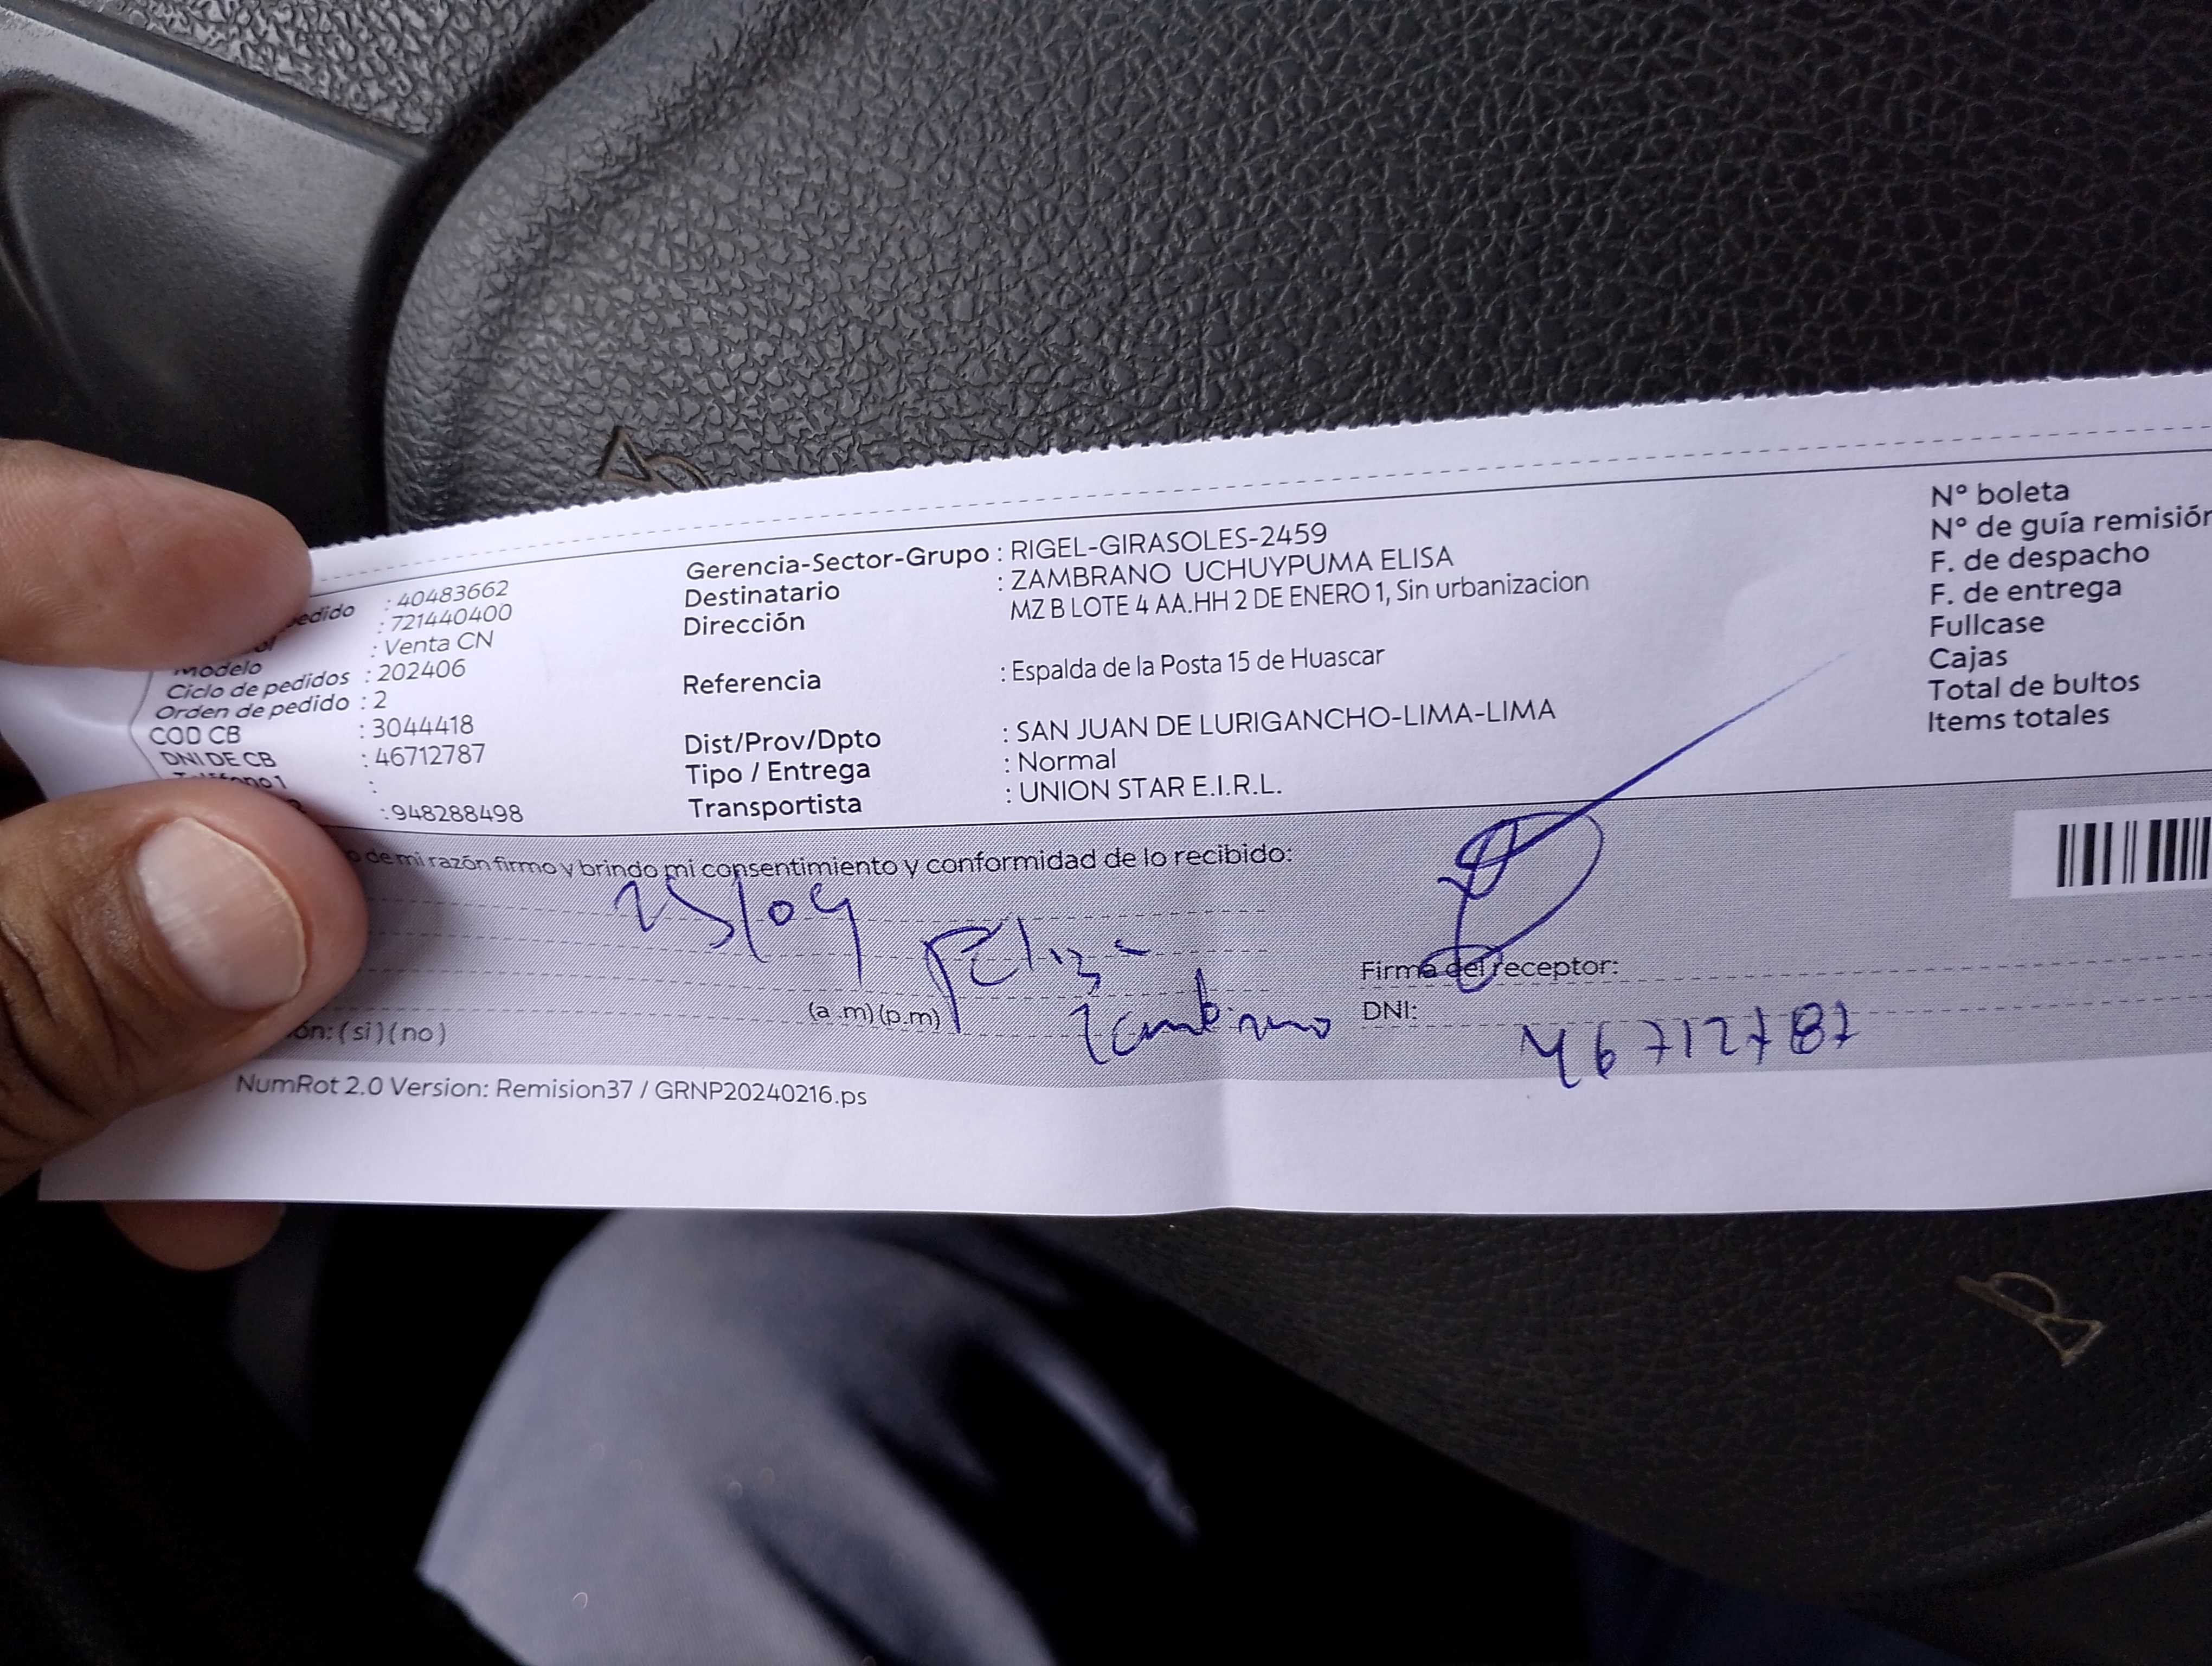 edido : 40483662
: 721440400
Modelo : Venta CN
Ciclo de pedidos : 202406
Orden de pedido : 2
COD CB : 3044418
DNI DE CB : 46712787
:
: 948288498
Gerencia-Sector-Grupo : RIGEL-GIRASOLES-2459
Destinatario : ZAMBRANO UCHUYPUMA ELISA
Dirección MZ B LOTE 4 AA.HH 2 DE ENERO 1, Sin urbanizacion
Referencia : Espalda de la Posta 15 de Huascar
Dist/Prov/Dpto : SAN JUAN DE LURIGANCHO-LIMA-LIMA
Tipo / Entrega : Normal
Transportista : UNION STAR E.I.R.L.
N° boleta
N° de guía remisión
F. de despacho
F. de entrega
Fullcase
Cajas
Total de bultos
Items totales
de mi razón firmo y brindo mi consentimiento y conformidad de lo recibido:
25/04
Eliza
Zambrano
(a.m)(p.m)
ón: (si)(no)
Firma del receptor:
DNI: 46712787
NumRot 2.0 Version: Remision37 / GRNP20240216.ps